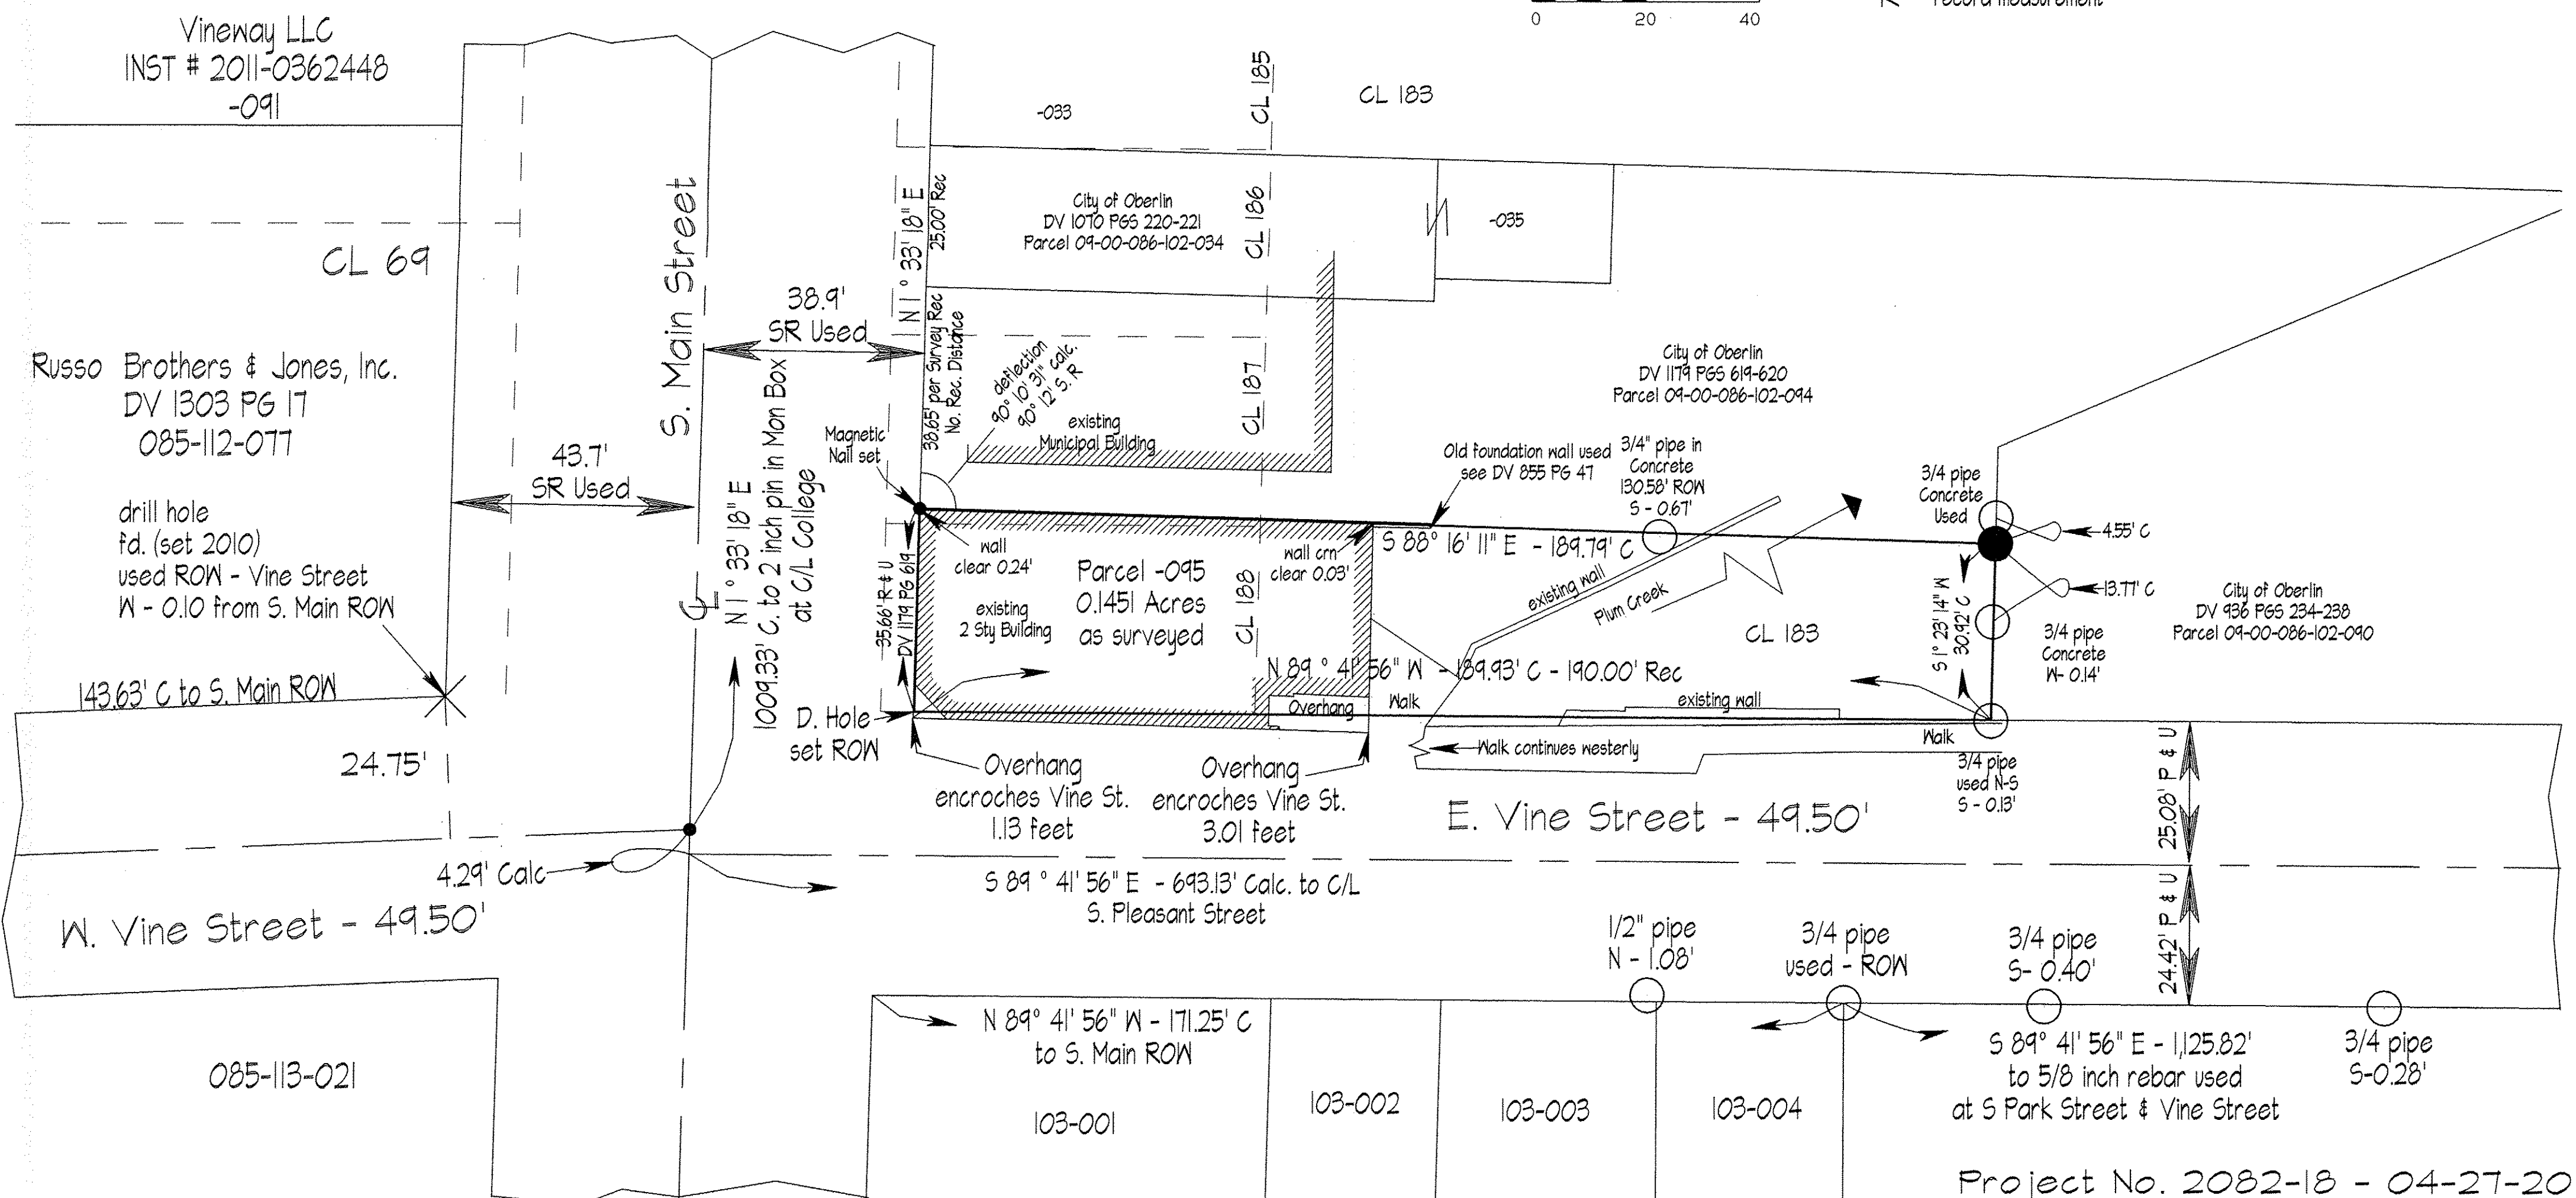 0 20 40
record measurement
Vineway LLC
INST # 2011-0362448
-091
CL 69
Russo Brothers & Jones, Inc.
DV 1303 PG 17
085-112-077
drill hole
fd. (set 2010)
used ROW - Vine Street
W - 0.10 from S. Main ROW
143.63' C to S. Main ROW
24.75'
43.7'
SR Used
S. Main Street
38.9'
SR Used
N 1° 33' 18" E
1009.33' C. to 2 inch pin in Mon Box
at C/L College
N 1° 33' 18" E
25.00' Rec
38.65' per Survey Rec
No. Rec. Distance
deflection
90° 10' 31" calc.
90° 12' S. R
-033
CL 185
CL 183
City of Oberlin
DV 1070 PGS 220-221
Parcel 09-00-086-102-034
CL 186
-035
CL 187
existing
Municipal Building
Magnetic
Nail set
Old foundation wall used
see DV 855 PG 47
3/4" pipe in
Concrete
130.58' ROW
S - 0.67'
City of Oberlin
DV 1179 PGS 619-620
Parcel 09-00-086-102-094
3/4 pipe
Concrete
Used
4.55' C
13.77' C
City of Oberlin
DV 936 PGS 234-238
Parcel 09-00-086-102-090
3/4 pipe
Concrete
W- 0.14'
S 1° 23' 14" W
30.92' C
35.66' R & U
DV 1179 PG 619
wall
clear 0.24'
existing
2 Sty Building
Parcel -095
0.1451 Acres
as surveyed
CL 188
wall crn
clear 0.03'
S 88° 16' 11" E - 189.79' C
existing wall
Plum Creek
CL 183
N 89° 41' 56" W - 189.93' C - 190.00' Rec
Overhang
Walk
existing wall
D. Hole
set ROW
Walk continues westerly
Walk
3/4 pipe
used N-S
S - 0.13'
Overhang
encroches Vine St.
1.13 feet
Overhang
encroches Vine St.
3.01 feet
E. Vine Street - 49.50'
25.08' P & U
24.42' P & U
4.29' Calc
S 89° 41' 56" E - 693.13' Calc. to C/L
S. Pleasant Street
W. Vine Street - 49.50'
1/2" pipe
N - 1.08'
3/4 pipe
used - ROW
3/4 pipe
S- 0.40'
N 89° 41' 56" W - 171.25' C
to S. Main ROW
S 89° 41' 56" E - 1,125.82'
to 5/8 inch rebar used
at S Park Street & Vine Street
3/4 pipe
S-0.28'
085-113-021
103-001
103-002
103-003
103-004
Project No. 2082-18 - 04-27-20